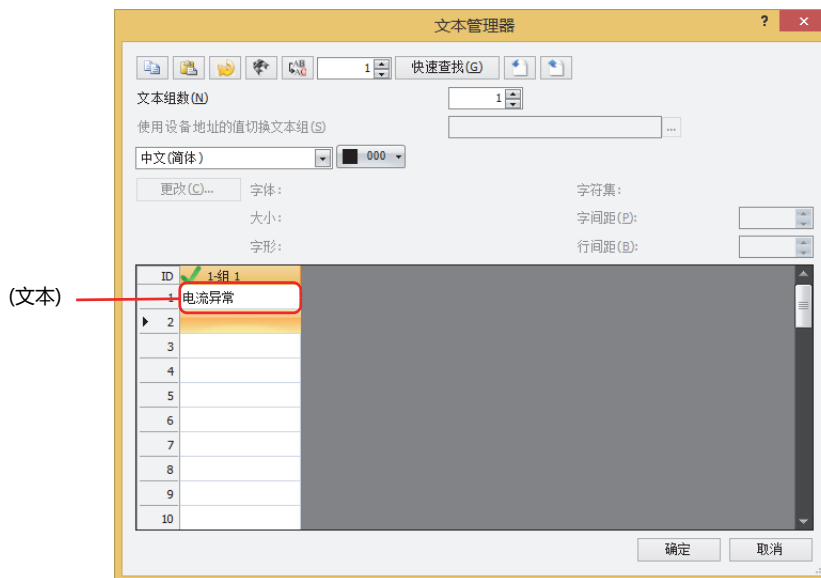 文本管理器
? ×
1 快速查找(G)
文本组数(N) 1
使用设备地址的值切换文本组(S) ...
中文(简体) 000
更改(C)... 字体: 字符集:
大小: 字间距(P):
字形: 行间距(B):
ID 1-组 1
(文本)
1 电流异常
2
3
4
5
6
7
8
9
10
确定 取消